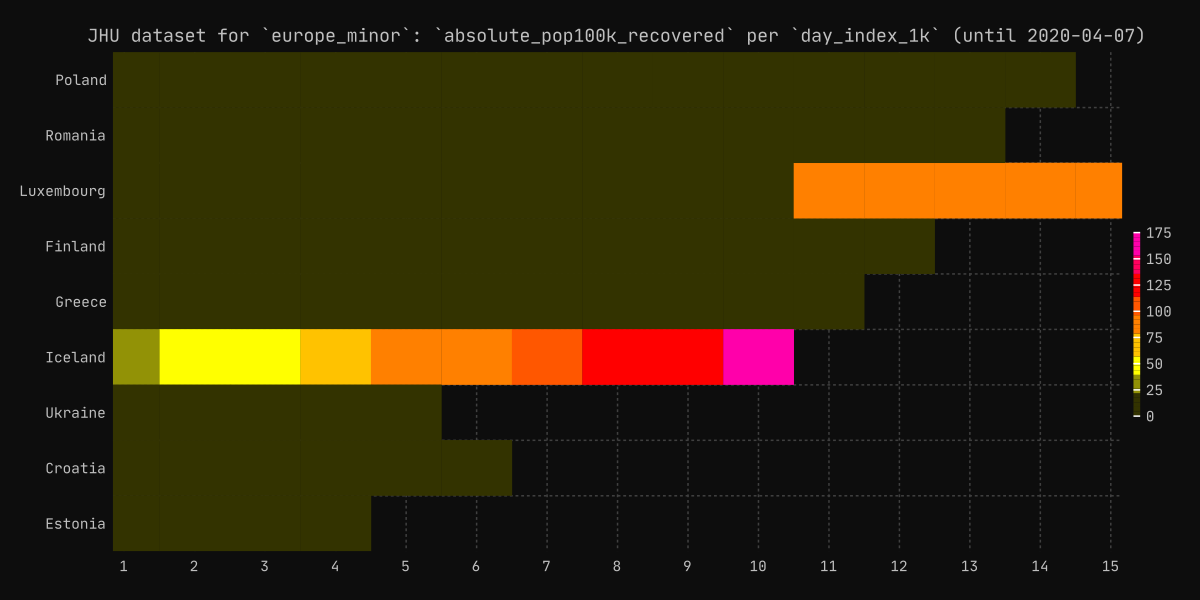 JHU dataset for `europe_minor`: `absolute_pop100k_recovered` per `day_index_1k` (until 2020-04-07)
Poland
Romania
Luxembourg
Finland
Greece
Iceland
Ukraine
Croatia
Estonia
1 2 3 4 5 6 7 8 9 10 11 12 13 14 15
175
150
125
100
75
50
25
0